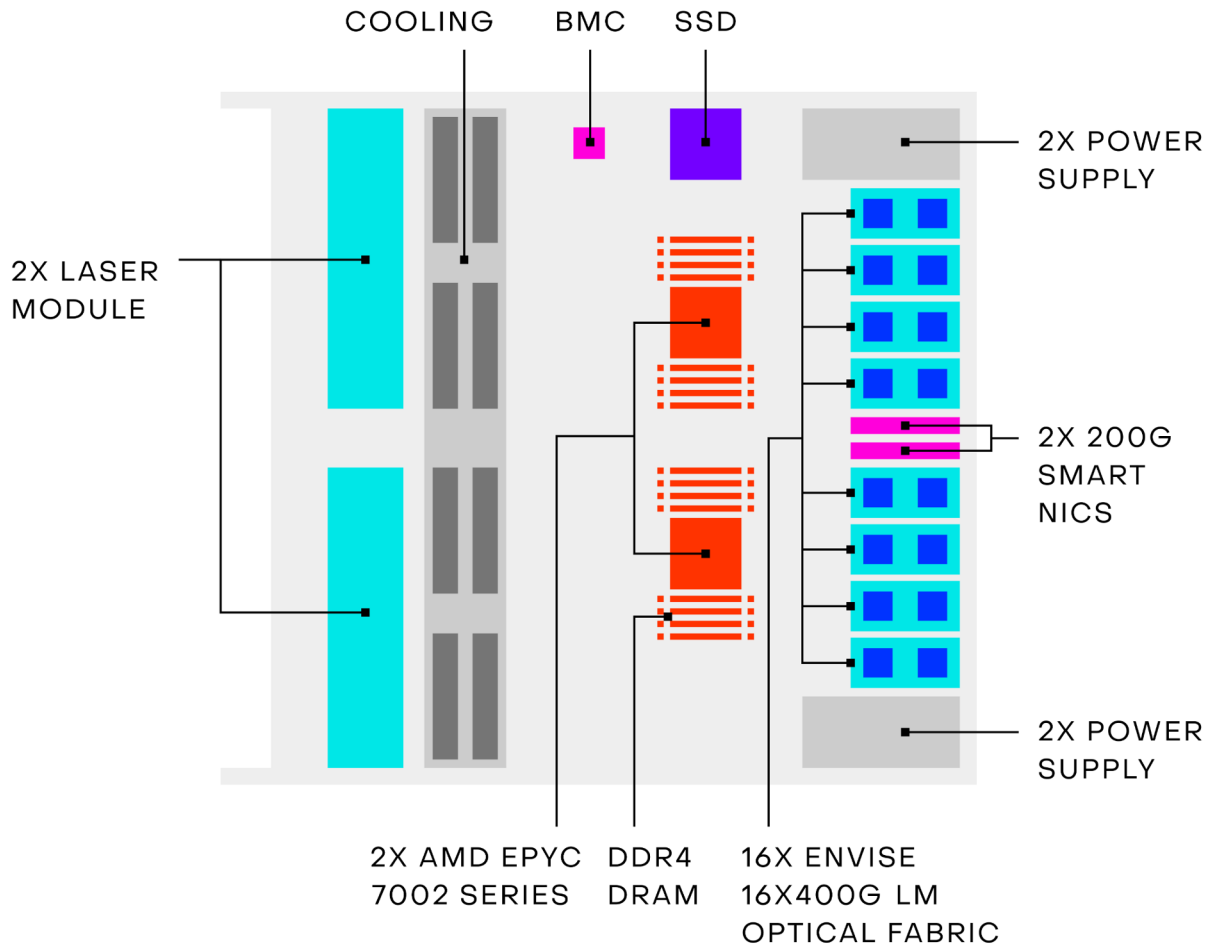 COOLING
BMC
SSD
2X POWER
SUPPLY
2X LASER
MODULE
2X 200G
SMART
NICS
2X POWER
SUPPLY
2X AMD EPYC
7002 SERIES
DDR4
DRAM
16X ENVISE
16X400G LM
OPTICAL FABRIC